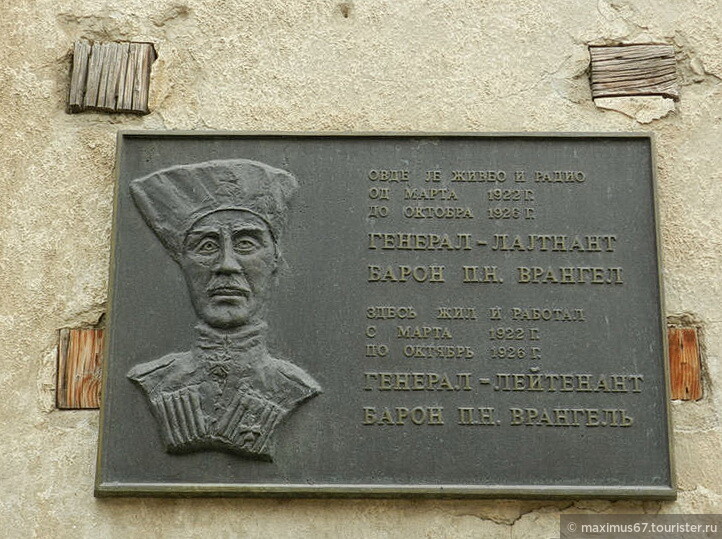 ОВДЕ ЈЕ ЖИВЕО И РАДИО
ОД МАРТА 1922 Г.
ДО ОКТОБРА 1926 Г.
ГЕНЕРАЛ - ЛАЈТНАНТ
БАРОН П.Н. ВРАНГЕЛ
ЗДЕСЬ ЖИЛ И РАБОТАЛ
С МАРТА 1922 Г.
ПО ОКТЯБРЬ 1926 Г.
ГЕНЕРАЛ - ЛЕЙТЕНАНТ
БАРОН П.Н. ВРАНГЕЛЬ
© maximus67.tourister.ru